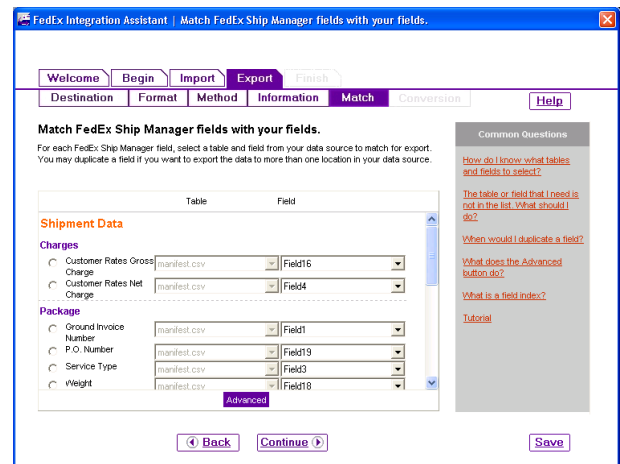 FedEx Integration Assistant | Match FedEx Ship Manager fields with your fields.
Welcome Begin Import Export Finish
Destination Format Method Information Match Conversion
Help
Match FedEx Ship Manager fields with your fields.
For each FedEx Ship Manager field, select a table and field from your data source to match for export.
You may duplicate a field if you want to export the data to more than one location in your data source.
Table Field
Shipment Data
Charges
Customer Rates Gross
Charge
manifest.csv Field16
Customer Rates Net
Charge
manifest.csv Field4
Package
Ground Invoice
Number
manifest.csv Field1
P.O. Number manifest.csv Field19
Service Type manifest.csv Field3
Weight manifest.csv Field18
Advanced
Common Questions
How do I know what tables
and fields to select?
The table or field that I need is
not in the list. What should I
do?
When would I duplicate a field?
What does the Advanced
button do?
What is a field index?
Tutorial
Back Continue Save